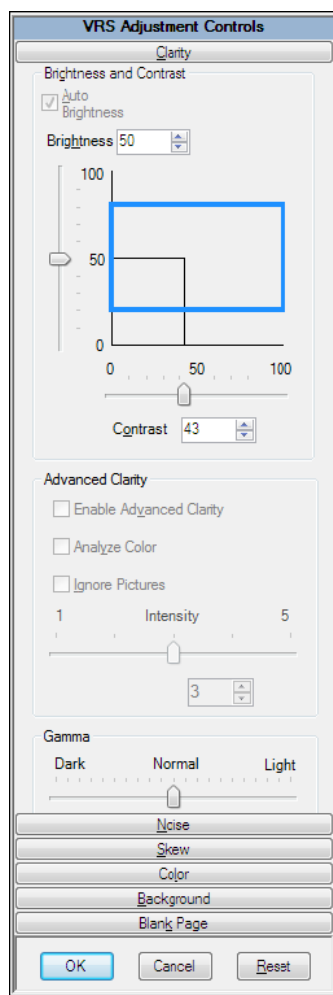 VRS Adjustment Controls
Clarity
Brightness and Contrast
Auto
Brightness
Brightness 50
100
50
0
0 50 100
Contrast 43
Advanced Clarity
Enable Advanced Clarity
Analyze Color
Ignore Pictures
1 Intensity 5
3
Gamma
Dark Normal Light
Noise
Skew
Color
Background
Blank Page
OK Cancel Reset